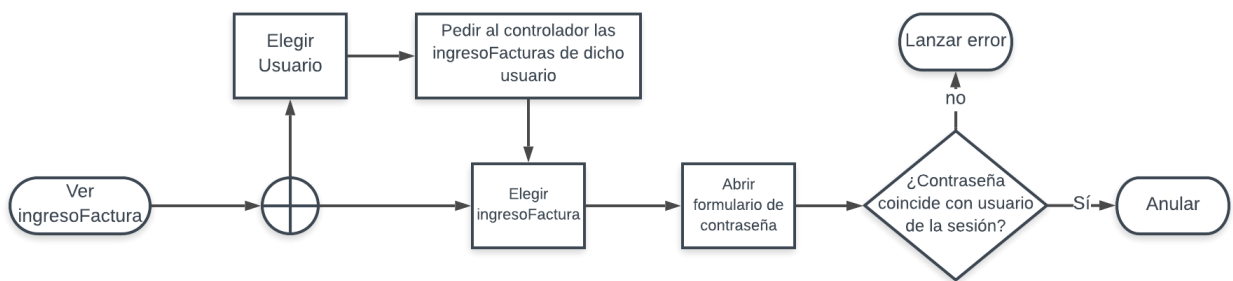 Elegir
Usuario
Pedir al controlador las
ingresoFacturas de dicho
usuario
Lanzar error
no
Ver
ingresoFactura
Elegir
ingresoFactura
Abrir
formulario de
contraseña
¿Contraseña
coincide con usuario
de la sesión?
Sí
Anular